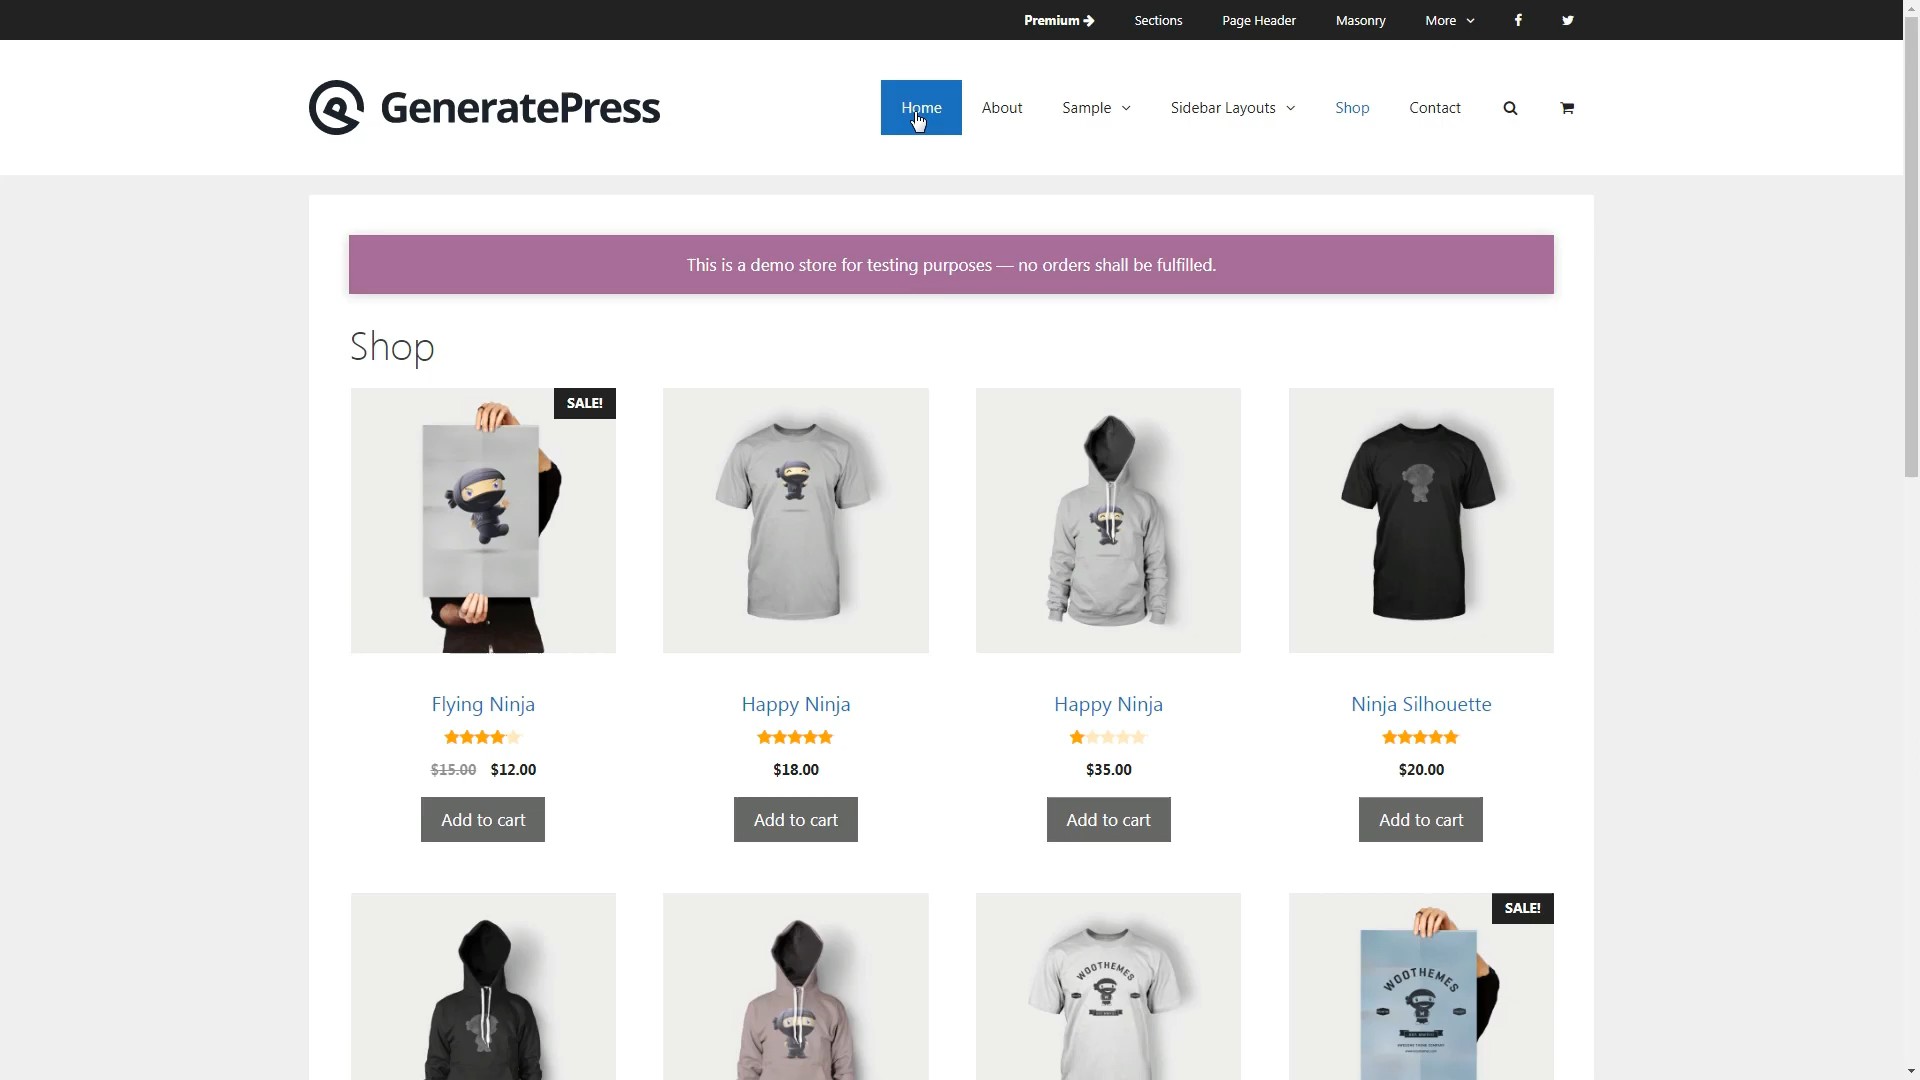 Premium Sections Page Header Masonry More
GeneratePress
Home About Sample Sidebar Layouts Shop Contact
This is a demo store for testing purposes — no orders shall be fulfilled.
Shop
SALE!
Flying Ninja Happy Ninja Happy Ninja Ninja Silhouette
$15.00 $12.00 $18.00 $35.00 $20.00
Add to cart Add to cart Add to cart Add to cart
SALE!
WOOTHEMES WOOTHEMES